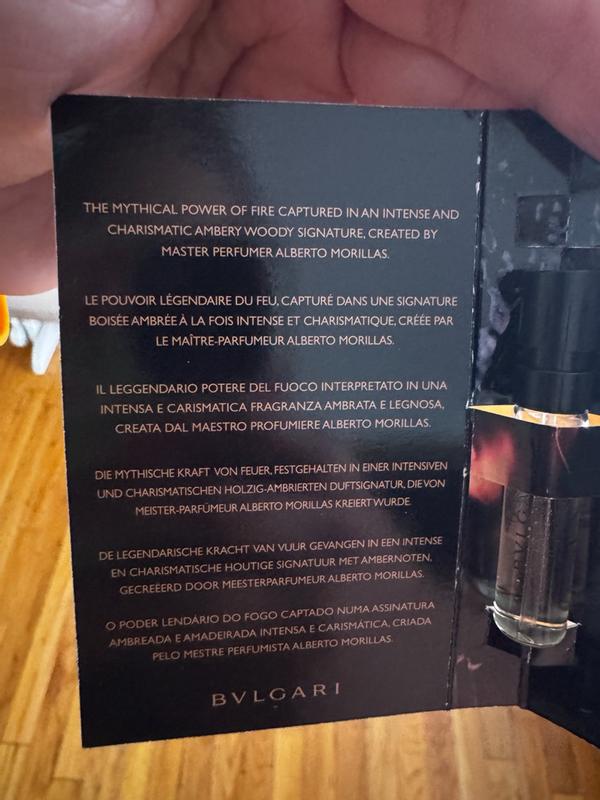 THE MYTHICAL POWER OF FIRE CAPTURED IN AN INTENSE AND
CHARISMATIC AMBERY WOODY SIGNATURE, CREATED BY
MASTER PERFUMER ALBERTO MORILLAS.
LE POUVOIR LÉGENDAIRE DU FEU, CAPTURÉ DANS UNE SIGNATURE
BOISÉE AMBRÉE À LA FOIS INTENSE ET CHARISMATIQUE, CRÉÉE PAR
LE MAÎTRE-PARFUMEUR ALBERTO MORILLAS.
IL LEGGENDARIO POTERE DEL FUOCO INTERPRETATO IN UNA
INTENSA E CARISMATICA FRAGRANZA AMBRATA E LEGNOSA,
CREATA DAL MAESTRO PROFUMIERE ALBERTO MORILLAS.
DIE MYTHISCHE KRAFT VON FEUER, FESTGEHALTEN IN EINER INTENSIVEN
UND CHARISMATISCHEN HOLZIG-AMBRIERTEN DUFTSIGNATUR, DIE VON
MEISTER-PARFÜMEUR ALBERTO MORILLAS KREIERT WURDE.
DE LEGENDARISCHE KRACHT VAN VUUR GEVANGEN IN EEN INTENSE
EN CHARISMATISCHE HOUTIGE SIGNATUUR MET AMBERNOTEN,
GECREËERD DOOR MEESTERPARFUMEUR ALBERTO MORILLAS.
O PODER LENDÁRIO DO FOGO CAPTADO NUMA ASSINATURA
AMBREADA E AMADEIRADA INTENSA E CARISMÁTICA, CRIADA
PELO MESTRE PERFUMISTA ALBERTO MORILLAS.
BVLGARI
BVLG